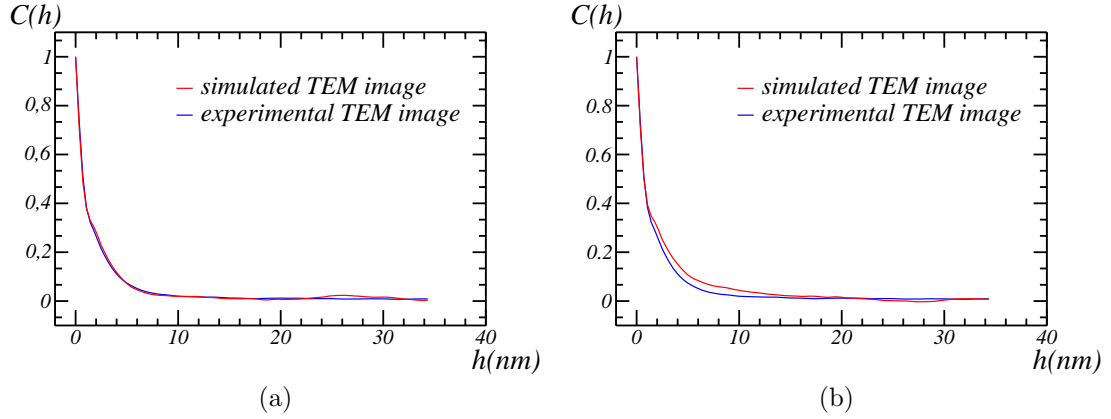 C(h)
1
0,8
0,6
0,4
0,2
0
0
10
20
30
40
h(nm)
simulated TEM image
experimental TEM image
(a)
C(h)
1
0,8
0,6
0,4
0,2
0
0
10
20
30
40
h(nm)
simulated TEM image
experimental TEM image
(b)